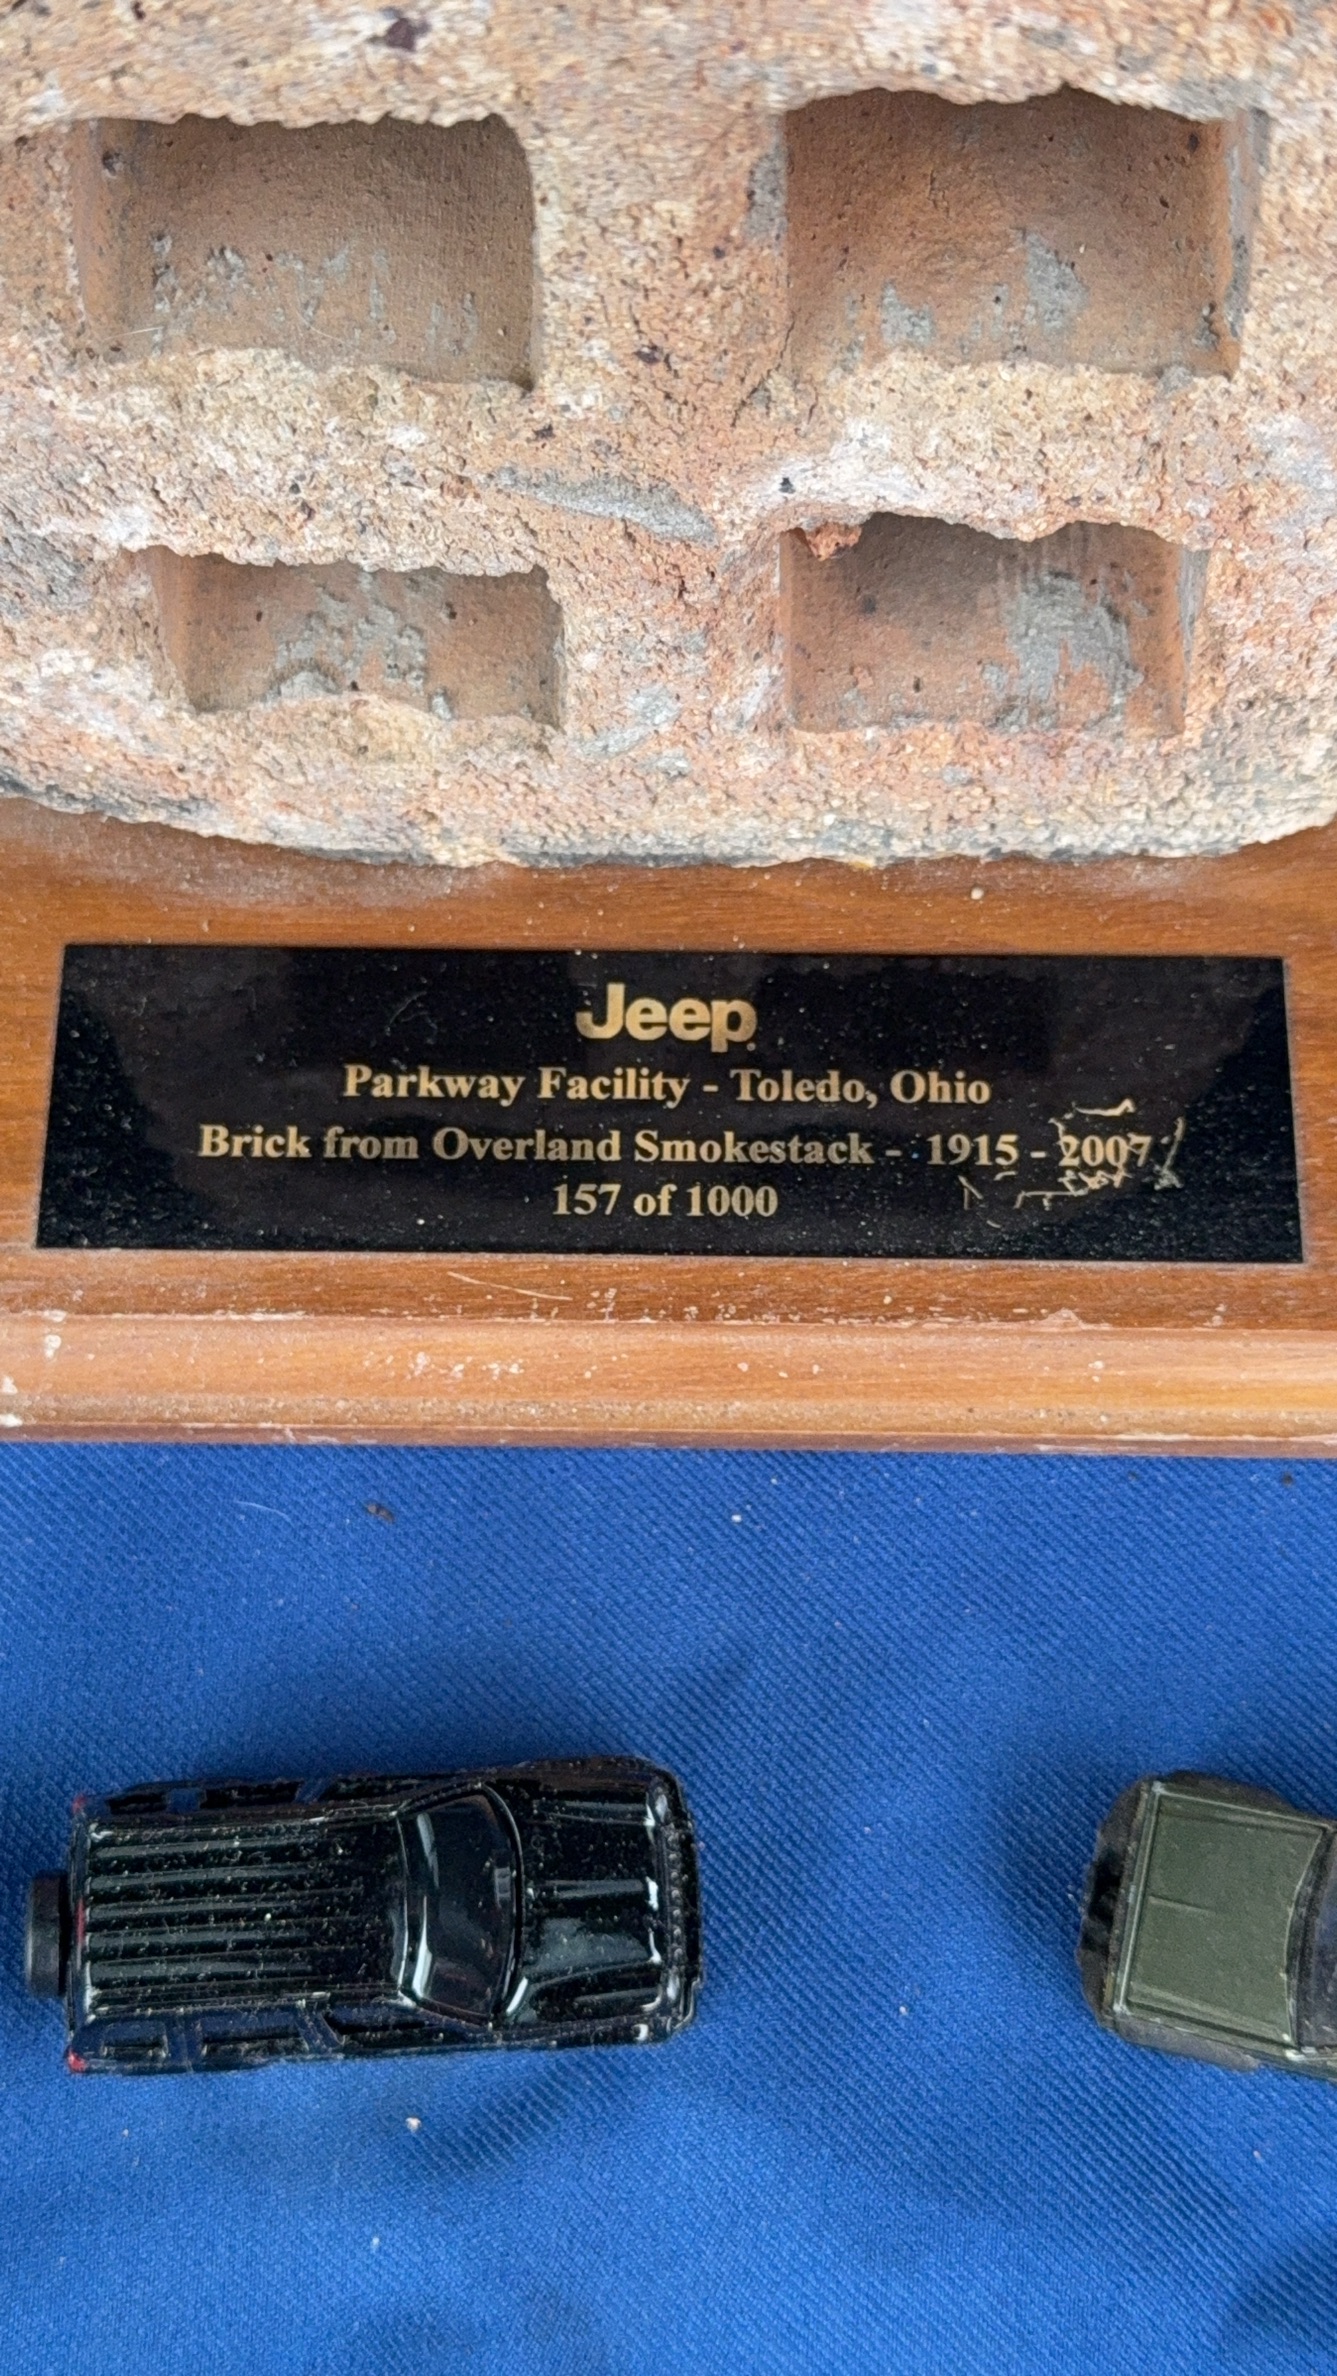 Jeep
Parkway Facility - Toledo, Ohio
Brick from Overland Smokestack - 1915 - 2007
157 of 1000